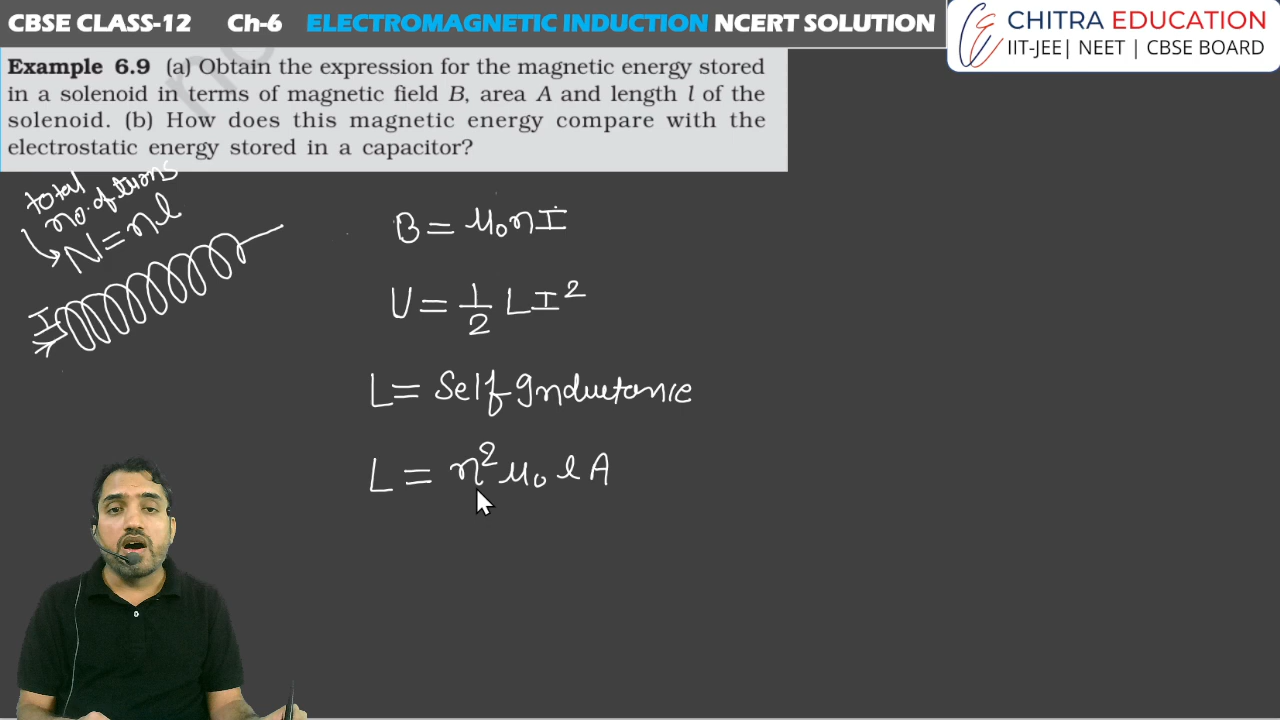 CBSE CLASS-12 Ch-6 ELECTROMAGNETIC INDUCTION NCERT SOLUTION
CHITRA EDUCATION
IIT-JEE| NEET | CBSE BOARD
Example 6.9 (a) Obtain the expression for the magnetic energy stored
in a solenoid in terms of magnetic field B, area A and length l of the
solenoid. (b) How does this magnetic energy compare with the
electrostatic energy stored in a capacitor?
total
no. of turns
N = nl
I
B = μ₀nI
U = 1/2 LI²
L = Self Inductance
L = n²μ₀lA